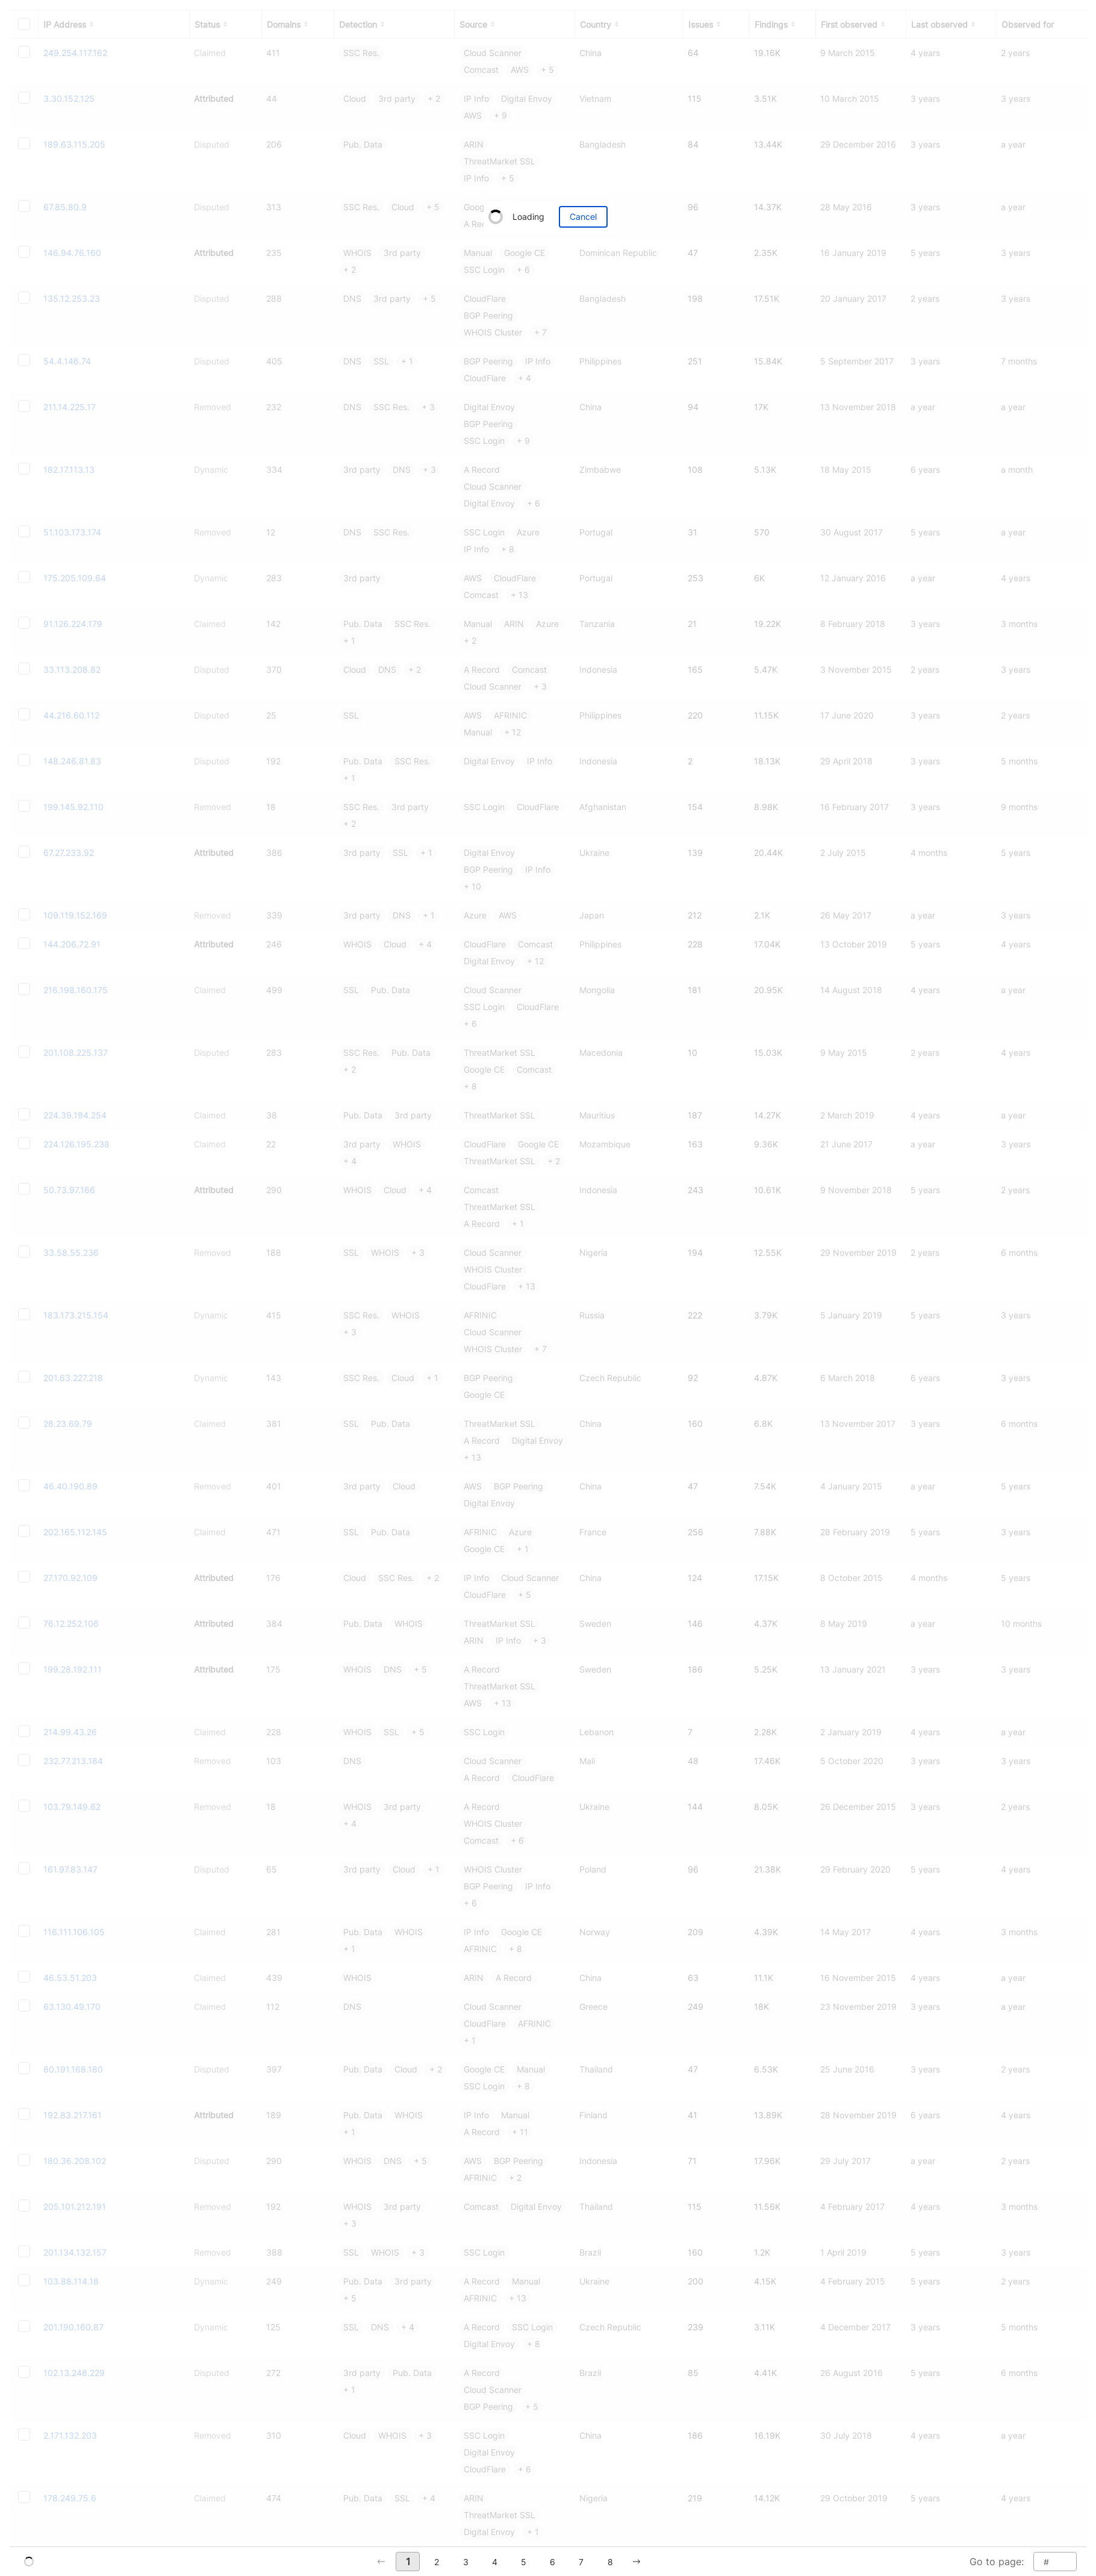 IP Address Status Domains Detection Source Country Issues Findings First observed Last observed Observed for
249.254.117.162 Claimed 411 SSC Res. Cloud Scanner China 64 19.16K 9 March 2015 4 years 2 years
Comcast AWS + 5
3.30.152.125 Attributed 44 Cloud 3rd party + 2 IP Info Digital Envoy Vietnam 115 3.51K 10 March 2015 3 years 3 years
AWS + 9
189.63.115.205 Disputed 206 Pub. Data ARIN Bangladesh 84 13.44K 29 December 2016 3 years a year
ThreatMarket SSL
IP Info + 5
67.85.80.9 Disputed 313 SSC Res. Cloud + 5 96 14.37K 28 May 2016 3 years a year
Loading Cancel
146.94.76.160 Attributed 235 WHOIS 3rd party Manual Google CE Dominican Republic 47 2.35K 16 January 2019 5 years 3 years
+ 2 SSC Login + 6
135.12.253.23 Disputed 288 DNS 3rd party + 5 CloudFlare Bangladesh 198 17.51K 20 January 2017 2 years 3 years
BGP Peering
WHOIS Cluster + 7
54.4.146.74 Disputed 405 DNS SSL + 1 BGP Peering IP Info Philippines 251 15.84K 5 September 2017 3 years 7 months
CloudFlare + 4
211.14.225.17 Removed 232 DNS SSC Res. + 3 Digital Envoy China 94 17K 13 November 2018 a year a year
BGP Peering
SSC Login + 9
182.17.113.13 Dynamic 334 3rd party DNS + 3 A Record Zimbabwe 108 5.13K 18 May 2015 6 years a month
Cloud Scanner
Digital Envoy + 6
51.103.173.174 Removed 12 DNS SSC Res. SSC Login Azure Portugal 31 570 30 August 2017 5 years a year
IP Info + 8
175.205.109.64 Dynamic 283 3rd party AWS CloudFlare Portugal 253 6K 12 January 2016 a year 4 years
Comcast + 13
91.126.224.179 Claimed 142 Pub. Data SSC Res. Manual ARIN Azure Tanzania 21 19.22K 8 February 2018 3 years 3 months
+ 1 + 2
33.113.208.82 Disputed 370 Cloud DNS + 2 A Record Comcast Indonesia 165 5.47K 3 November 2015 2 years 3 years
Cloud Scanner + 3
44.216.60.112 Disputed 25 SSL AWS AFRINIC Philippines 220 11.15K 17 June 2020 3 years 2 years
Manual + 12
148.246.81.83 Disputed 192 Pub. Data SSC Res. Digital Envoy IP Info Indonesia 2 18.13K 29 April 2018 3 years 5 months
+ 1
199.145.92.110 Removed 18 SSC Res. 3rd party SSC Login CloudFlare Afghanistan 154 8.98K 16 February 2017 3 years 9 months
+ 2
67.27.233.92 Attributed 386 3rd party SSL + 1 Digital Envoy Ukraine 139 20.44K 2 July 2015 4 months 5 years
BGP Peering IP Info
+ 10
109.119.152.169 Removed 339 3rd party DNS + 1 Azure AWS Japan 212 2.1K 26 May 2017 a year 3 years
144.206.72.91 Attributed 246 WHOIS Cloud + 4 CloudFlare Comcast Philippines 228 17.04K 13 October 2019 5 years 4 years
Digital Envoy + 12
216.198.160.175 Claimed 499 SSL Pub. Data Cloud Scanner Mongolia 181 20.95K 14 August 2018 4 years a year
SSC Login CloudFlare
+ 6
201.108.225.137 Disputed 283 SSC Res. Pub. Data ThreatMarket SSL Macedonia 10 15.03K 9 May 2015 2 years 4 years
+ 2 Google CE Comcast
+ 8
224.39.194.254 Claimed 38 Pub. Data 3rd party ThreatMarket SSL Mauritius 187 14.27K 2 March 2019 4 years a year
224.126.195.238 Claimed 22 3rd party WHOIS CloudFlare Google CE Mozambique 163 9.36K 21 June 2017 a year 3 years
+ 4 ThreatMarket SSL + 2
50.73.97.166 Attributed 290 WHOIS Cloud + 4 Comcast Indonesia 243 10.61K 9 November 2018 5 years 2 years
ThreatMarket SSL
A Record + 1
33.58.55.236 Removed 188 SSL WHOIS + 3 Cloud Scanner Nigeria 194 12.55K 29 November 2019 2 years 6 months
WHOIS Cluster
CloudFlare + 13
183.173.215.154 Dynamic 415 SSC Res. WHOIS AFRINIC Russia 222 3.79K 5 January 2019 5 years 3 years
+ 3 Cloud Scanner
WHOIS Cluster + 7
201.63.227.218 Dynamic 143 SSC Res. Cloud + 1 BGP Peering Czech Republic 92 4.87K 6 March 2018 6 years 3 years
Google CE
28.23.69.79 Claimed 381 SSL Pub. Data ThreatMarket SSL China 160 6.8K 13 November 2017 3 years 6 months
A Record Digital Envoy
+ 13
46.40.190.89 Removed 401 3rd party Cloud AWS BGP Peering China 47 7.54K 4 January 2015 a year 5 years
Digital Envoy
202.165.112.145 Claimed 471 SSL Pub. Data AFRINIC Azure France 256 7.88K 28 February 2019 5 years 3 years
Google CE + 1
27.170.92.109 Attributed 176 Cloud SSC Res. + 2 IP Info Cloud Scanner China 124 17.15K 8 October 2015 4 months 5 years
CloudFlare + 5
76.12.252.106 Attributed 384 Pub. Data WHOIS ThreatMarket SSL Sweden 146 4.37K 8 May 2019 a year 10 months
ARIN IP Info + 3
199.28.192.111 Attributed 175 WHOIS DNS + 5 A Record Sweden 186 5.25K 13 January 2021 3 years 3 years
ThreatMarket SSL
AWS + 13
214.99.43.26 Claimed 228 WHOIS SSL + 5 SSC Login Lebanon 7 2.28K 2 January 2019 4 years a year
232.77.213.184 Removed 103 DNS Cloud Scanner Mali 48 17.46K 5 October 2020 3 years 3 years
A Record CloudFlare
103.79.149.62 Removed 18 WHOIS 3rd party A Record Ukraine 144 8.05K 26 December 2015 3 years 2 years
+ 4 WHOIS Cluster
Comcast + 6
161.97.83.147 Disputed 65 3rd party Cloud + 1 WHOIS Cluster Poland 96 21.38K 29 February 2020 5 years 4 years
BGP Peering IP Info
+ 6
116.111.106.105 Claimed 281 Pub. Data WHOIS IP Info Google CE Norway 209 4.39K 14 May 2017 4 years 3 months
+ 1 AFRINIC + 8
46.53.51.203 Claimed 439 WHOIS ARIN A Record China 63 11.1K 16 November 2015 4 years a year
63.130.49.170 Claimed 112 DNS Cloud Scanner Greece 249 18K 23 November 2019 3 years a year
CloudFlare AFRINIC
+ 1
80.191.168.180 Disputed 397 Pub. Data Cloud + 2 Google CE Manual Thailand 47 6.53K 25 June 2016 3 years 2 years
SSC Login + 8
192.83.217.161 Attributed 189 Pub. Data WHOIS IP Info Manual Finland 41 13.89K 28 November 2019 6 years 4 years
+ 1 A Record + 11
180.36.208.102 Disputed 290 WHOIS DNS + 5 AWS BGP Peering Indonesia 71 17.96K 29 July 2017 a year 2 years
AFRINIC + 2
205.101.212.191 Removed 192 WHOIS 3rd party Comcast Digital Envoy Thailand 115 11.56K 4 February 2017 4 years 3 months
+ 3
201.134.132.157 Removed 388 SSL WHOIS + 3 SSC Login Brazil 160 1.2K 1 April 2019 5 years 3 years
103.88.114.18 Dynamic 249 Pub. Data 3rd party A Record Manual Ukraine 200 4.15K 4 February 2015 5 years 2 years
+ 5 AFRINIC + 13
201.190.160.87 Dynamic 125 SSL DNS + 4 A Record SSC Login Czech Republic 239 3.11K 4 December 2017 3 years 5 months
Digital Envoy + 8
102.13.248.229 Disputed 272 3rd party Pub. Data A Record Brazil 85 4.41K 26 August 2016 5 years 6 months
+ 1 Cloud Scanner
BGP Peering + 5
2.171.132.203 Removed 310 Cloud WHOIS + 3 SSC Login China 186 16.19K 30 July 2018 4 years a year
Digital Envoy
CloudFlare + 6
178.249.75.6 Claimed 474 Pub. Data SSL + 4 ARIN Nigeria 219 14.12K 29 October 2019 5 years 4 years
ThreatMarket SSL
Digital Envoy + 1
← 1 2 3 4 5 6 7 8 → Go to page: #